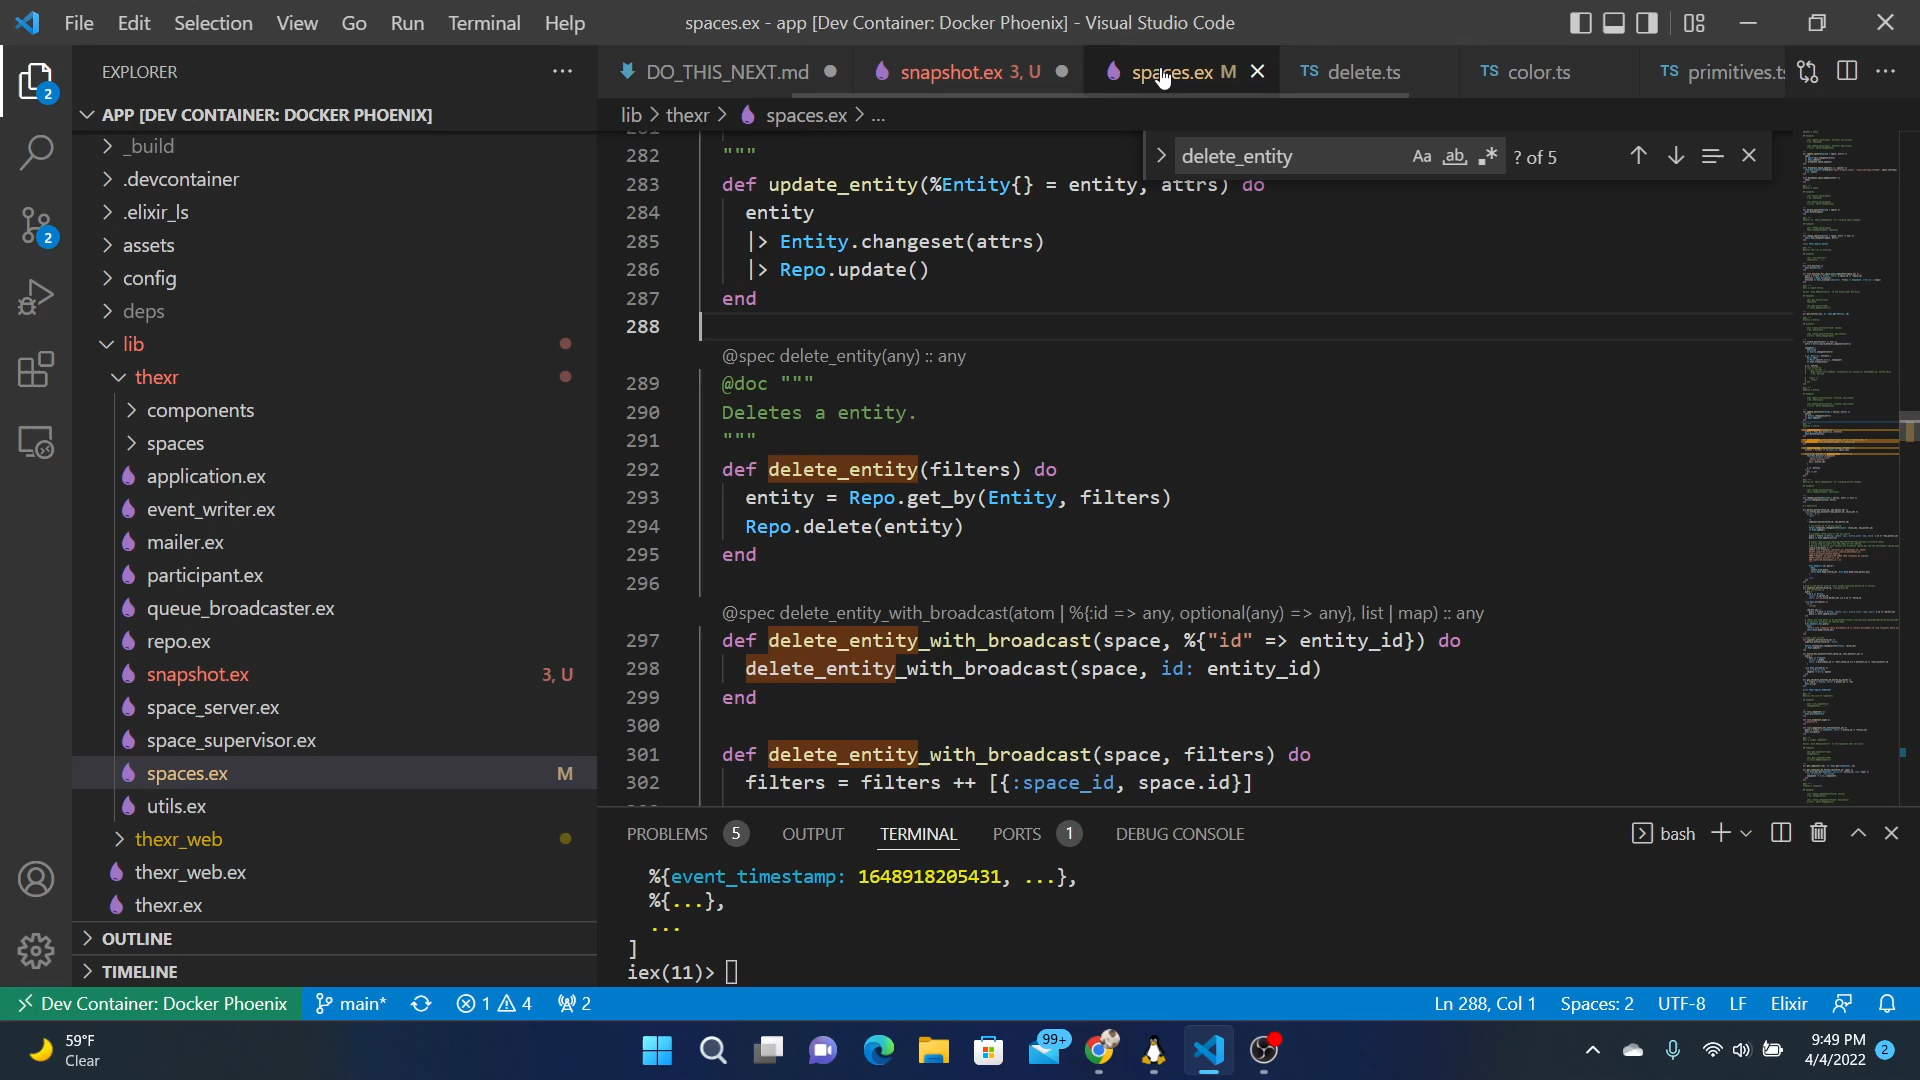 File Edit Selection View Go Run Terminal Help
spaces.ex - app [Dev Container: Docker Phoenix] - Visual Studio Code
EXPLORER
DO_THIS_NEXT.md
snapshot.ex 3, U
spaces.ex M
TS delete.ts
TS color.ts
TS primitives.ts
APP [DEV CONTAINER: DOCKER PHOENIX]
_build
.devcontainer
.elixir_ls
assets
config
deps
lib
thexr
components
spaces
application.ex
event_writer.ex
mailer.ex
participant.ex
queue_broadcaster.ex
repo.ex
snapshot.ex 3, U
space_server.ex
space_supervisor.ex
spaces.ex M
utils.ex
thexr_web
thexr_web.ex
thexr.ex
OUTLINE
TIMELINE
2
2
lib > thexr > spaces.ex > ...
delete_entity Aa ab .* ? of 5
282 """
283 def update_entity(%Entity{} = entity, attrs) do
284 entity
285 |> Entity.changeset(attrs)
286 |> Repo.update()
287 end
288
@spec delete_entity(any) :: any
289 @doc """
290 Deletes a entity.
291 """
292 def delete_entity(filters) do
293 entity = Repo.get_by(Entity, filters)
294 Repo.delete(entity)
295 end
296
@spec delete_entity_with_broadcast(atom | %{:id => any, optional(any) => any}, list | map) :: any
297 def delete_entity_with_broadcast(space, %{"id" => entity_id}) do
298 delete_entity_with_broadcast(space, id: entity_id)
299 end
300
301 def delete_entity_with_broadcast(space, filters) do
302 filters = filters ++ [{:space_id, space.id}]
PROBLEMS 5 OUTPUT TERMINAL PORTS 1 DEBUG CONSOLE
bash
%{event_timestamp: 1648918205431, ...},
%{...},
...
]
iex(11)>
Dev Container: Docker Phoenix main* 1 4 2
Ln 288, Col 1 Spaces: 2 UTF-8 LF Elixir
59°F
Clear
99+
9:49 PM
4/4/2022
2